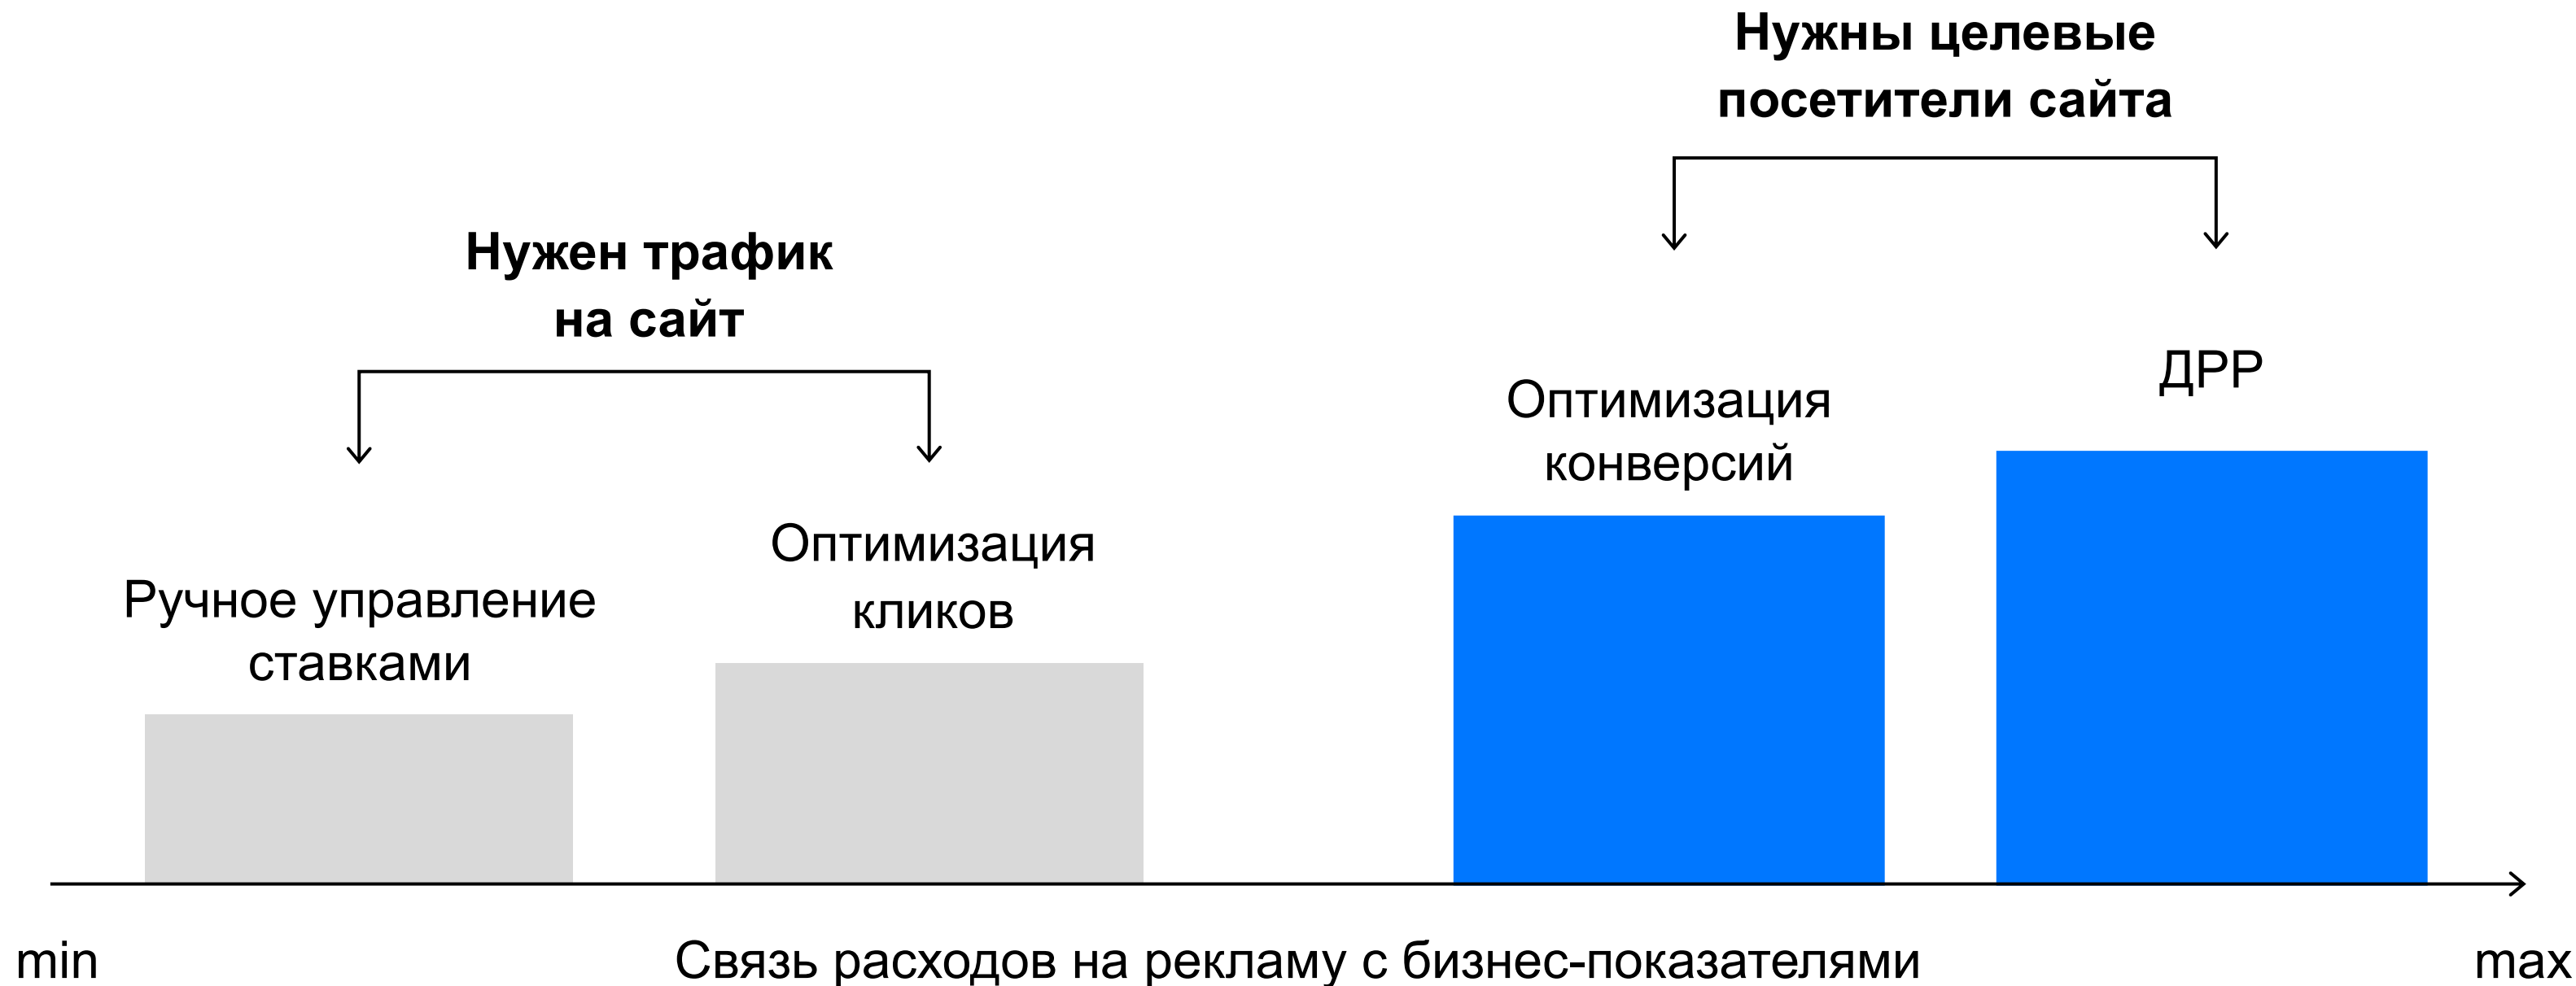 Нужны целевые
посетители сайта
Нужен трафик
на сайт
ДРР
Оптимизация
конверсий
Оптимизация
кликов
Ручное управление
ставками
min
Связь расходов на рекламу с бизнес-показателями
max